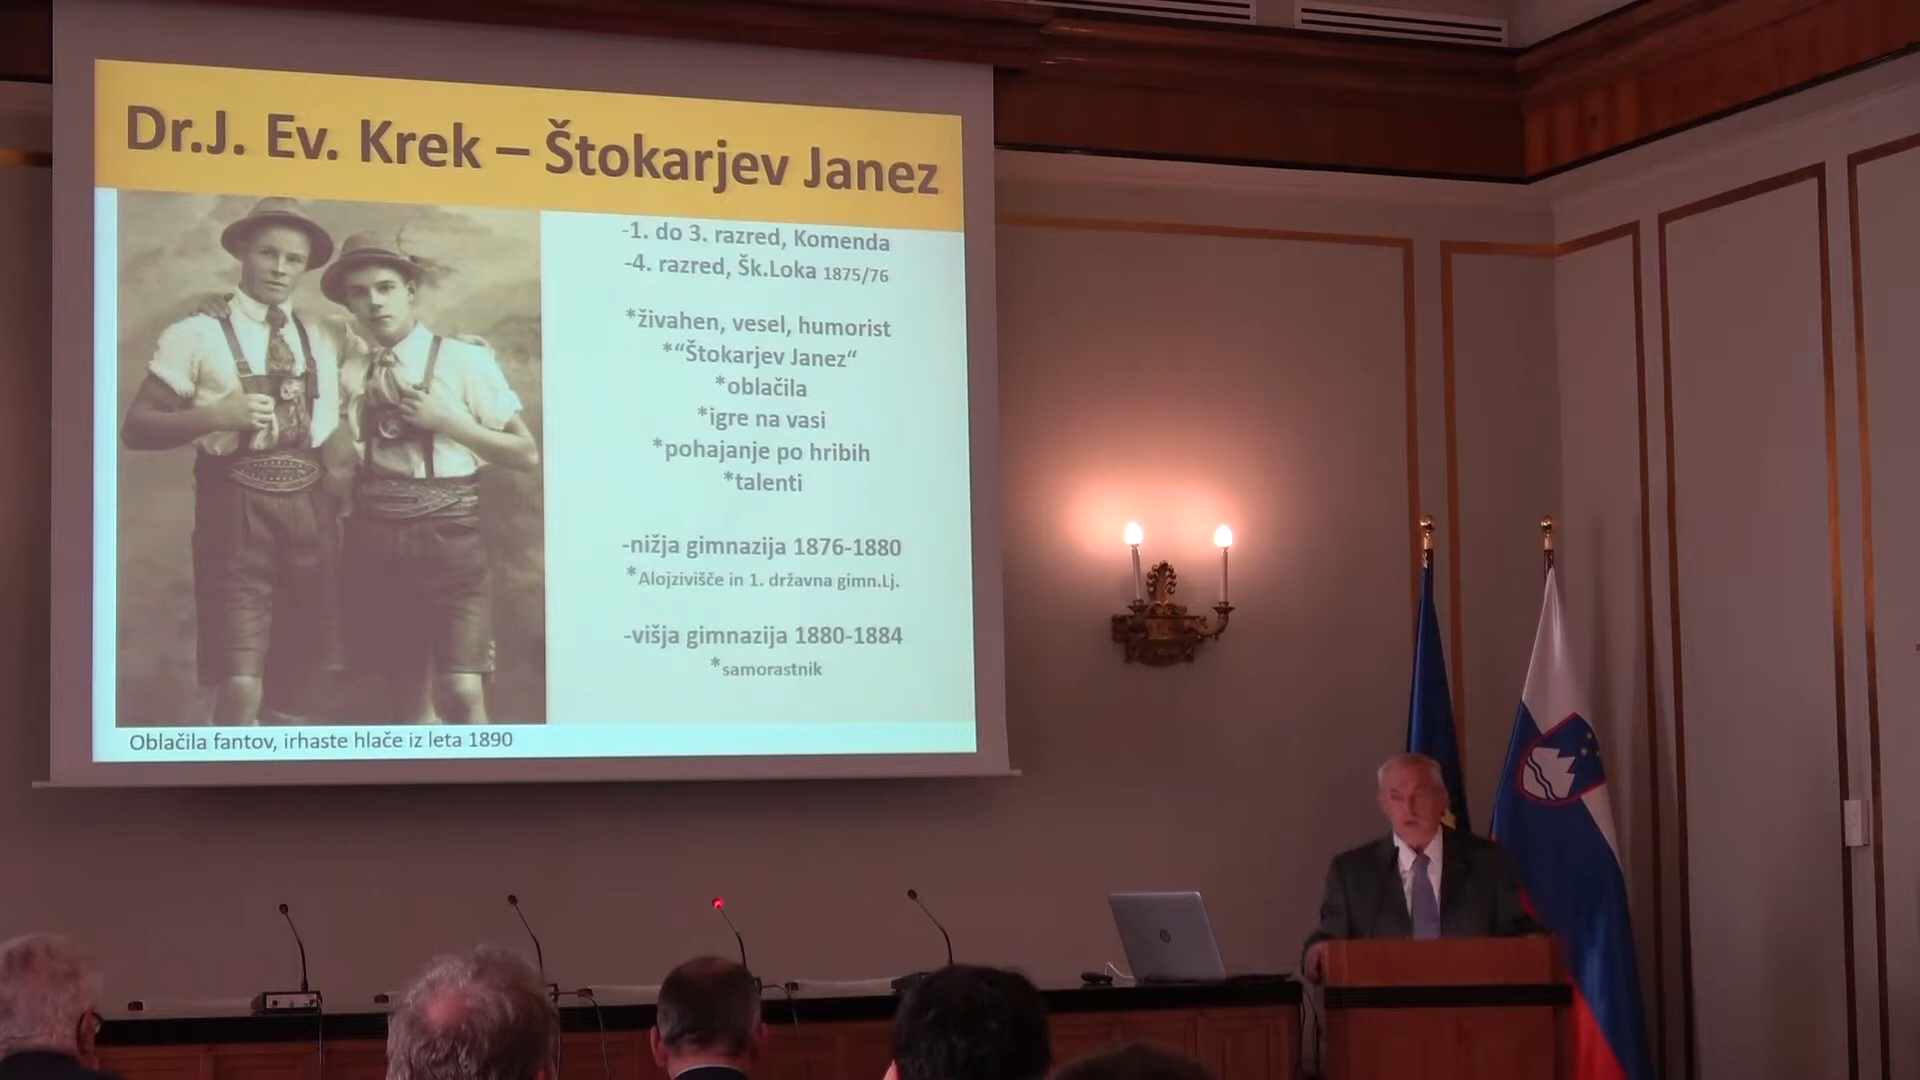 Dr.J. Ev. Krek – Štokarjev Janez
-1. do 3. razred, Komenda
-4. razred, Šk.Loka 1875/76
*živahen, vesel, humorist
*“Štokarjev Janez“
*oblačila
*igre na vasi
*pohajanje po hribih
*talenti
-nižja gimnazija 1876-1880
*Alojzivišče in 1. državna gimn.Lj.
-višja gimnazija 1880-1884
*samorastnik
Oblačila fantov, irhaste hlače iz leta 1890